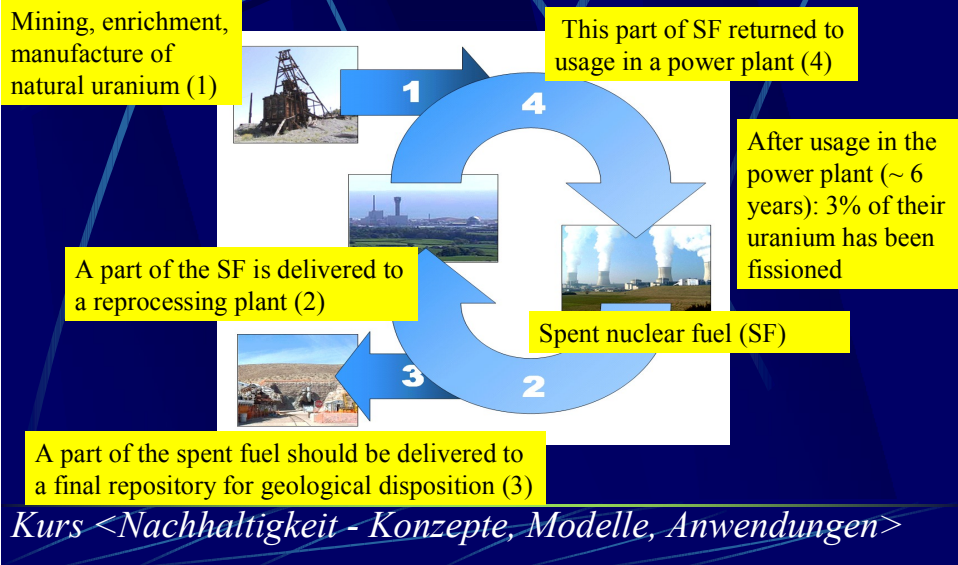 Mining, enrichment,
manufacture of
natural uranium (1)
This part of SF returned to
usage in a power plant (4)
1
4
After usage in the
power plant (~ 6
years): 3% of their
uranium has been
fissioned
A part of the SF is delivered to
a reprocessing plant (2)
Spent nuclear fuel (SF)
3
2
A part of the spent fuel should be delivered to
a final repository for geological disposition (3)
Kurs <Nachhaltigkeit - Konzepte, Modelle, Anwendungen>